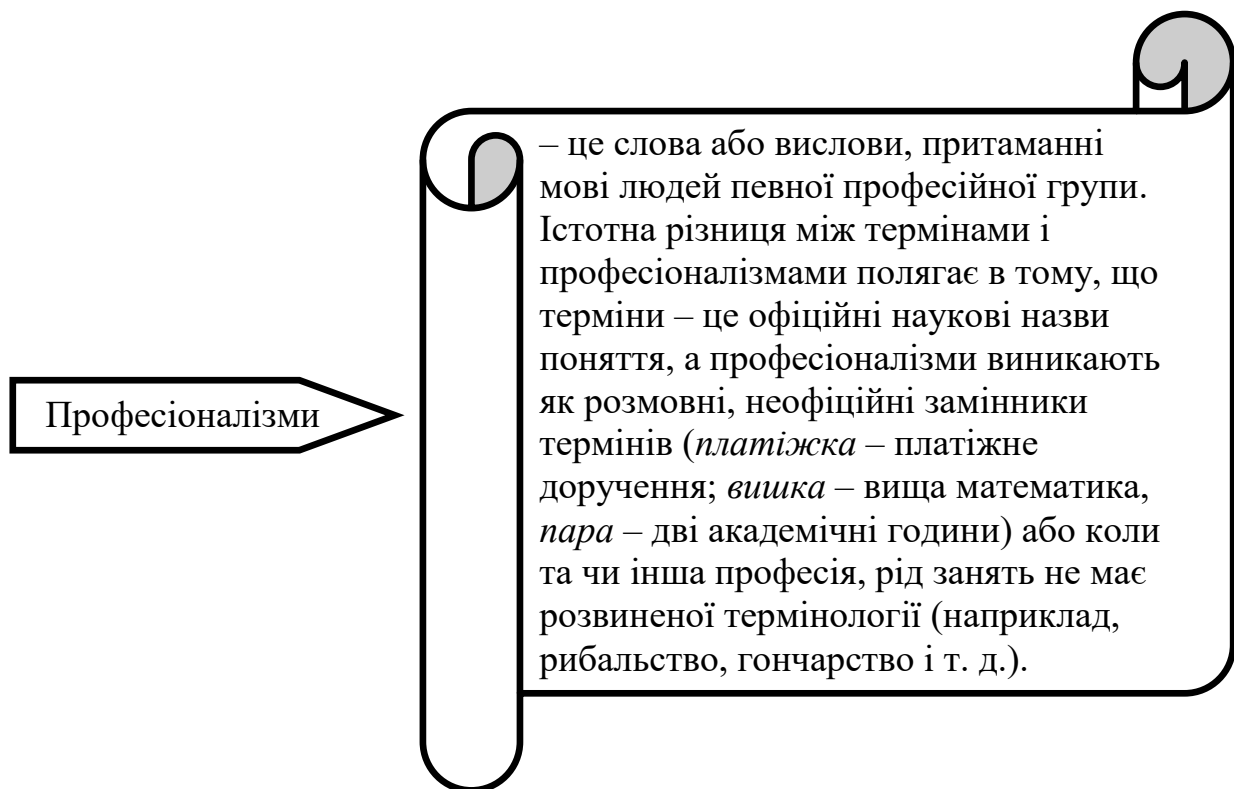 Професіоналізми
– це слова або вислови, притаманні
мові людей певної професійної групи.
Істотна різниця між термінами і
професіоналізмами полягає в тому, що
терміни – це офіційні наукові назви
поняття, а професіоналізми виникають
як розмовні, неофіційні замінники
термінів (платіжка – платіжне
доручення; вишка – вища математика,
пара – дві академічні години) або коли
та чи інша професія, рід занять не має
розвиненої термінології (наприклад,
рибальство, гончарство і т. д.).